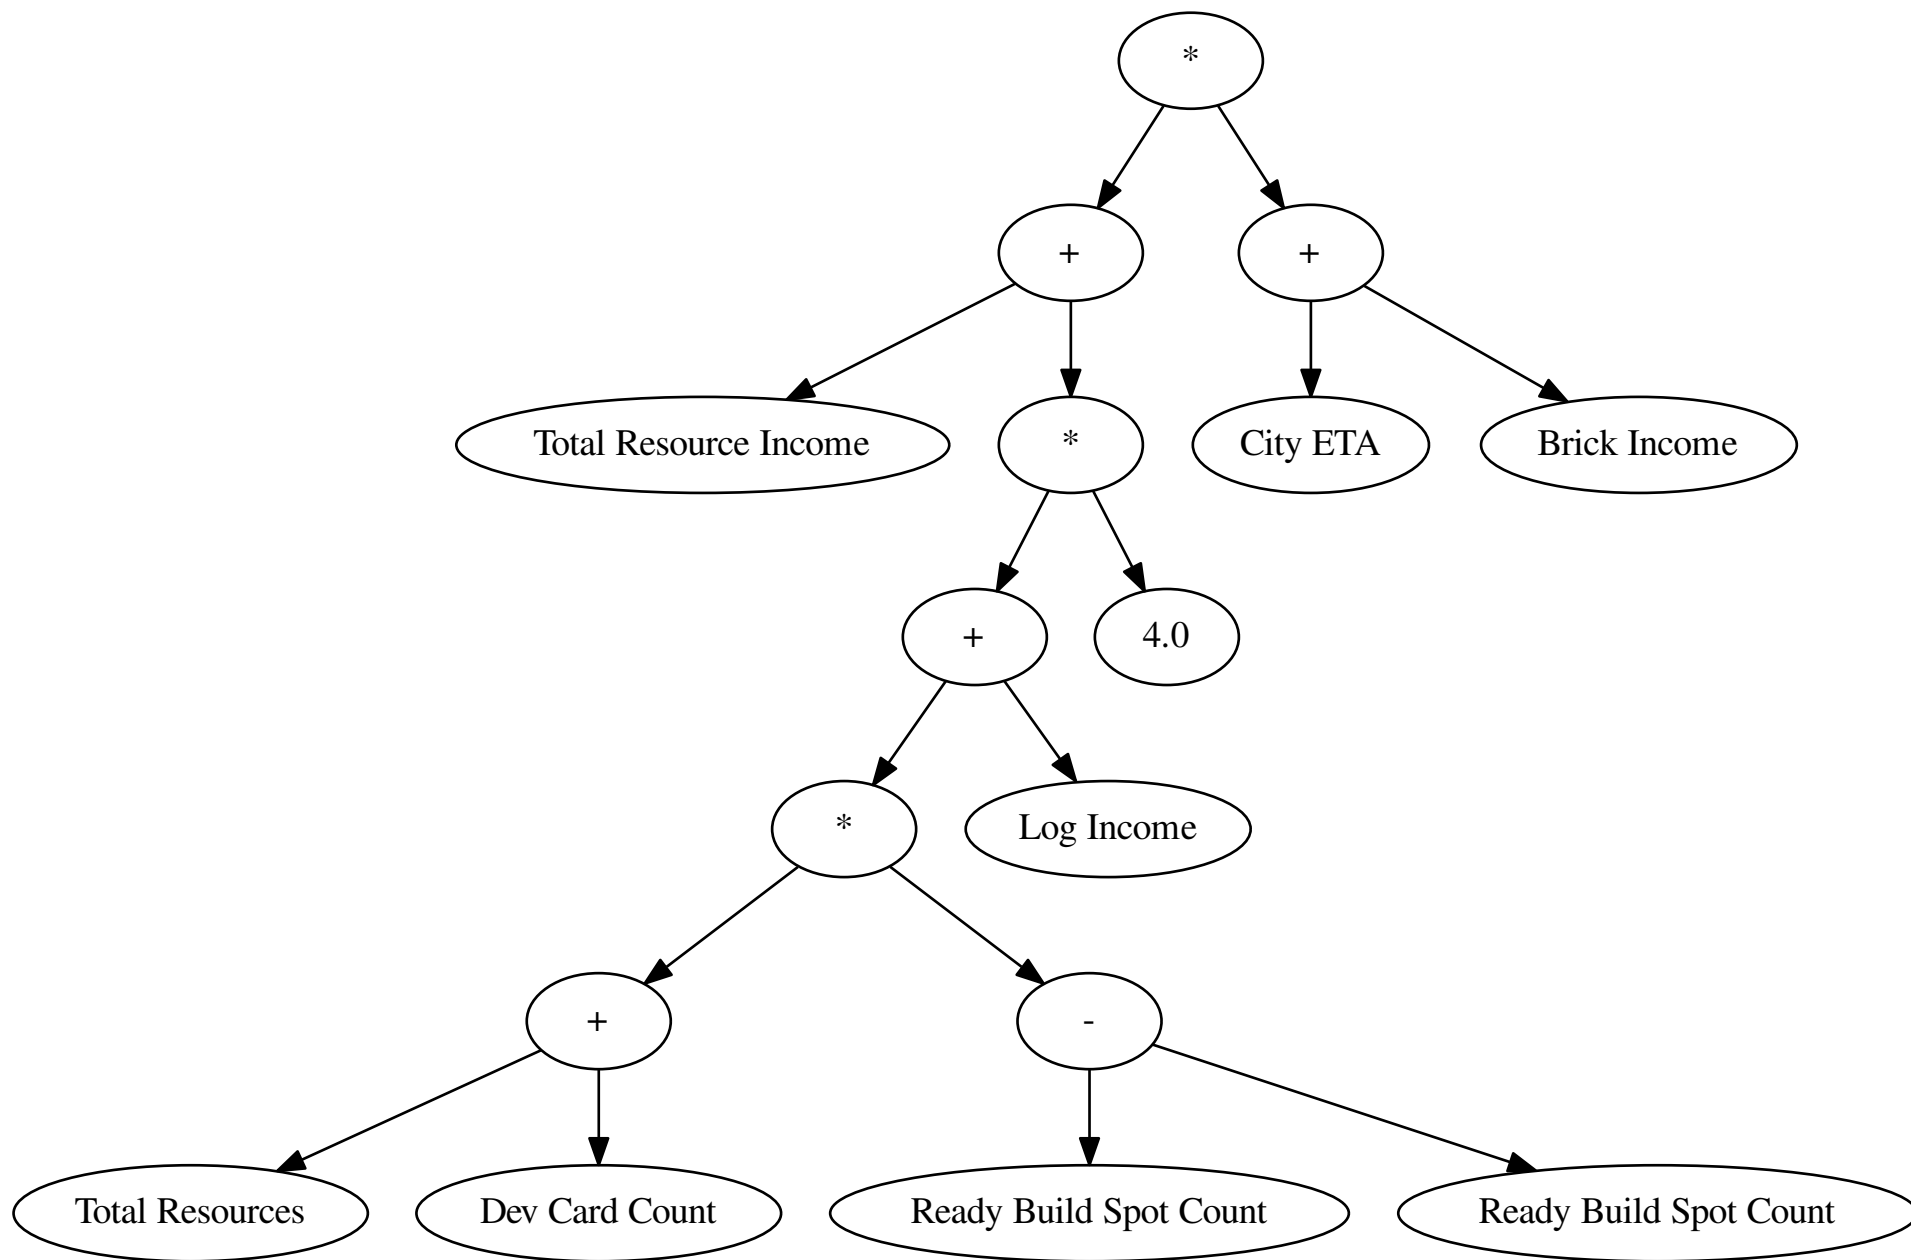 *
+
+
Total Resource Income
*
City ETA
Brick Income
+
4.0
*
Log Income
+
-
Total Resources
Dev Card Count
Ready Build Spot Count
Ready Build Spot Count